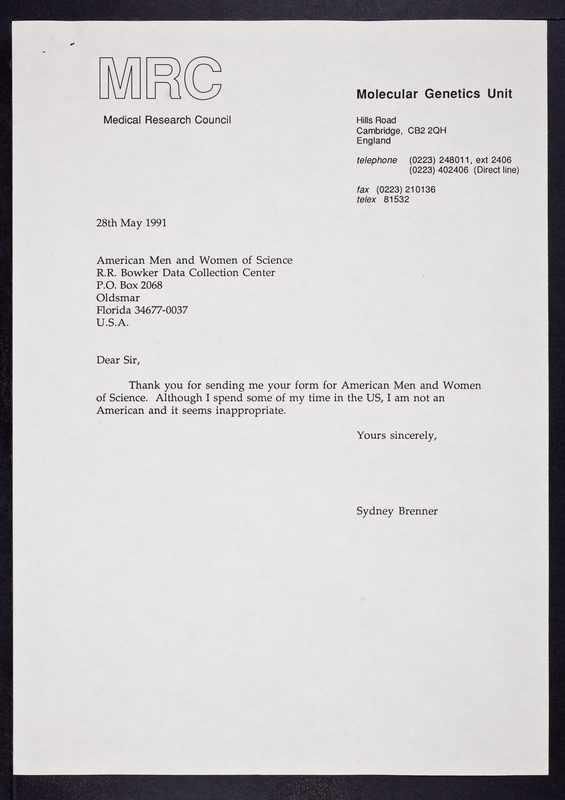 MRC
Medical Research Council
Molecular Genetics Unit
Hills Road
Cambridge, CB2 2QH
England
telephone (0223) 248011, ext 2406
(0223) 402406 (Direct line)
fax (0223) 210136
telex 81532
28th May 1991
American Men and Women of Science
R.R. Bowker Data Collection Center
P.O. Box 2068
Oldsmar
Florida 34677-0037
U.S.A.
Dear Sir,
Thank you for sending me your form for American Men and Women
of Science. Although I spend some of my time in the US, I am not an
American and it seems inappropriate.
Yours sincerely,
Sydney Brenner